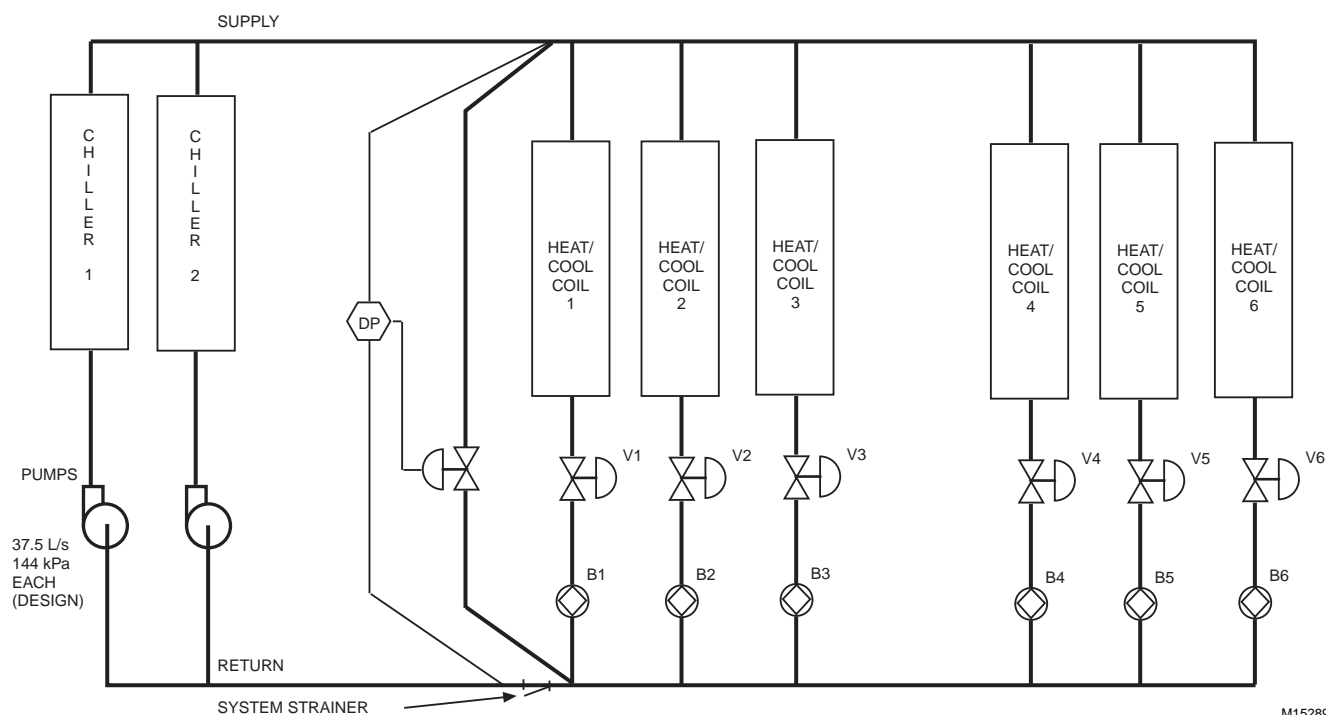 SUPPLY
C
H
I
L
L
E
R
1
C
H
I
L
L
E
R
2
HEAT/
COOL
COIL
1
HEAT/
COOL
COIL
2
HEAT/
COOL
COIL
3
HEAT/
COOL
COIL
4
HEAT/
COOL
COIL
5
HEAT/
COOL
COIL
6
DP
V1
V2
V3
V4
V5
V6
PUMPS
37.5 L/s
144 kPa
EACH
(DESIGN)
B1
B2
B3
B4
B5
B6
RETURN
SYSTEM STRAINER
M15289